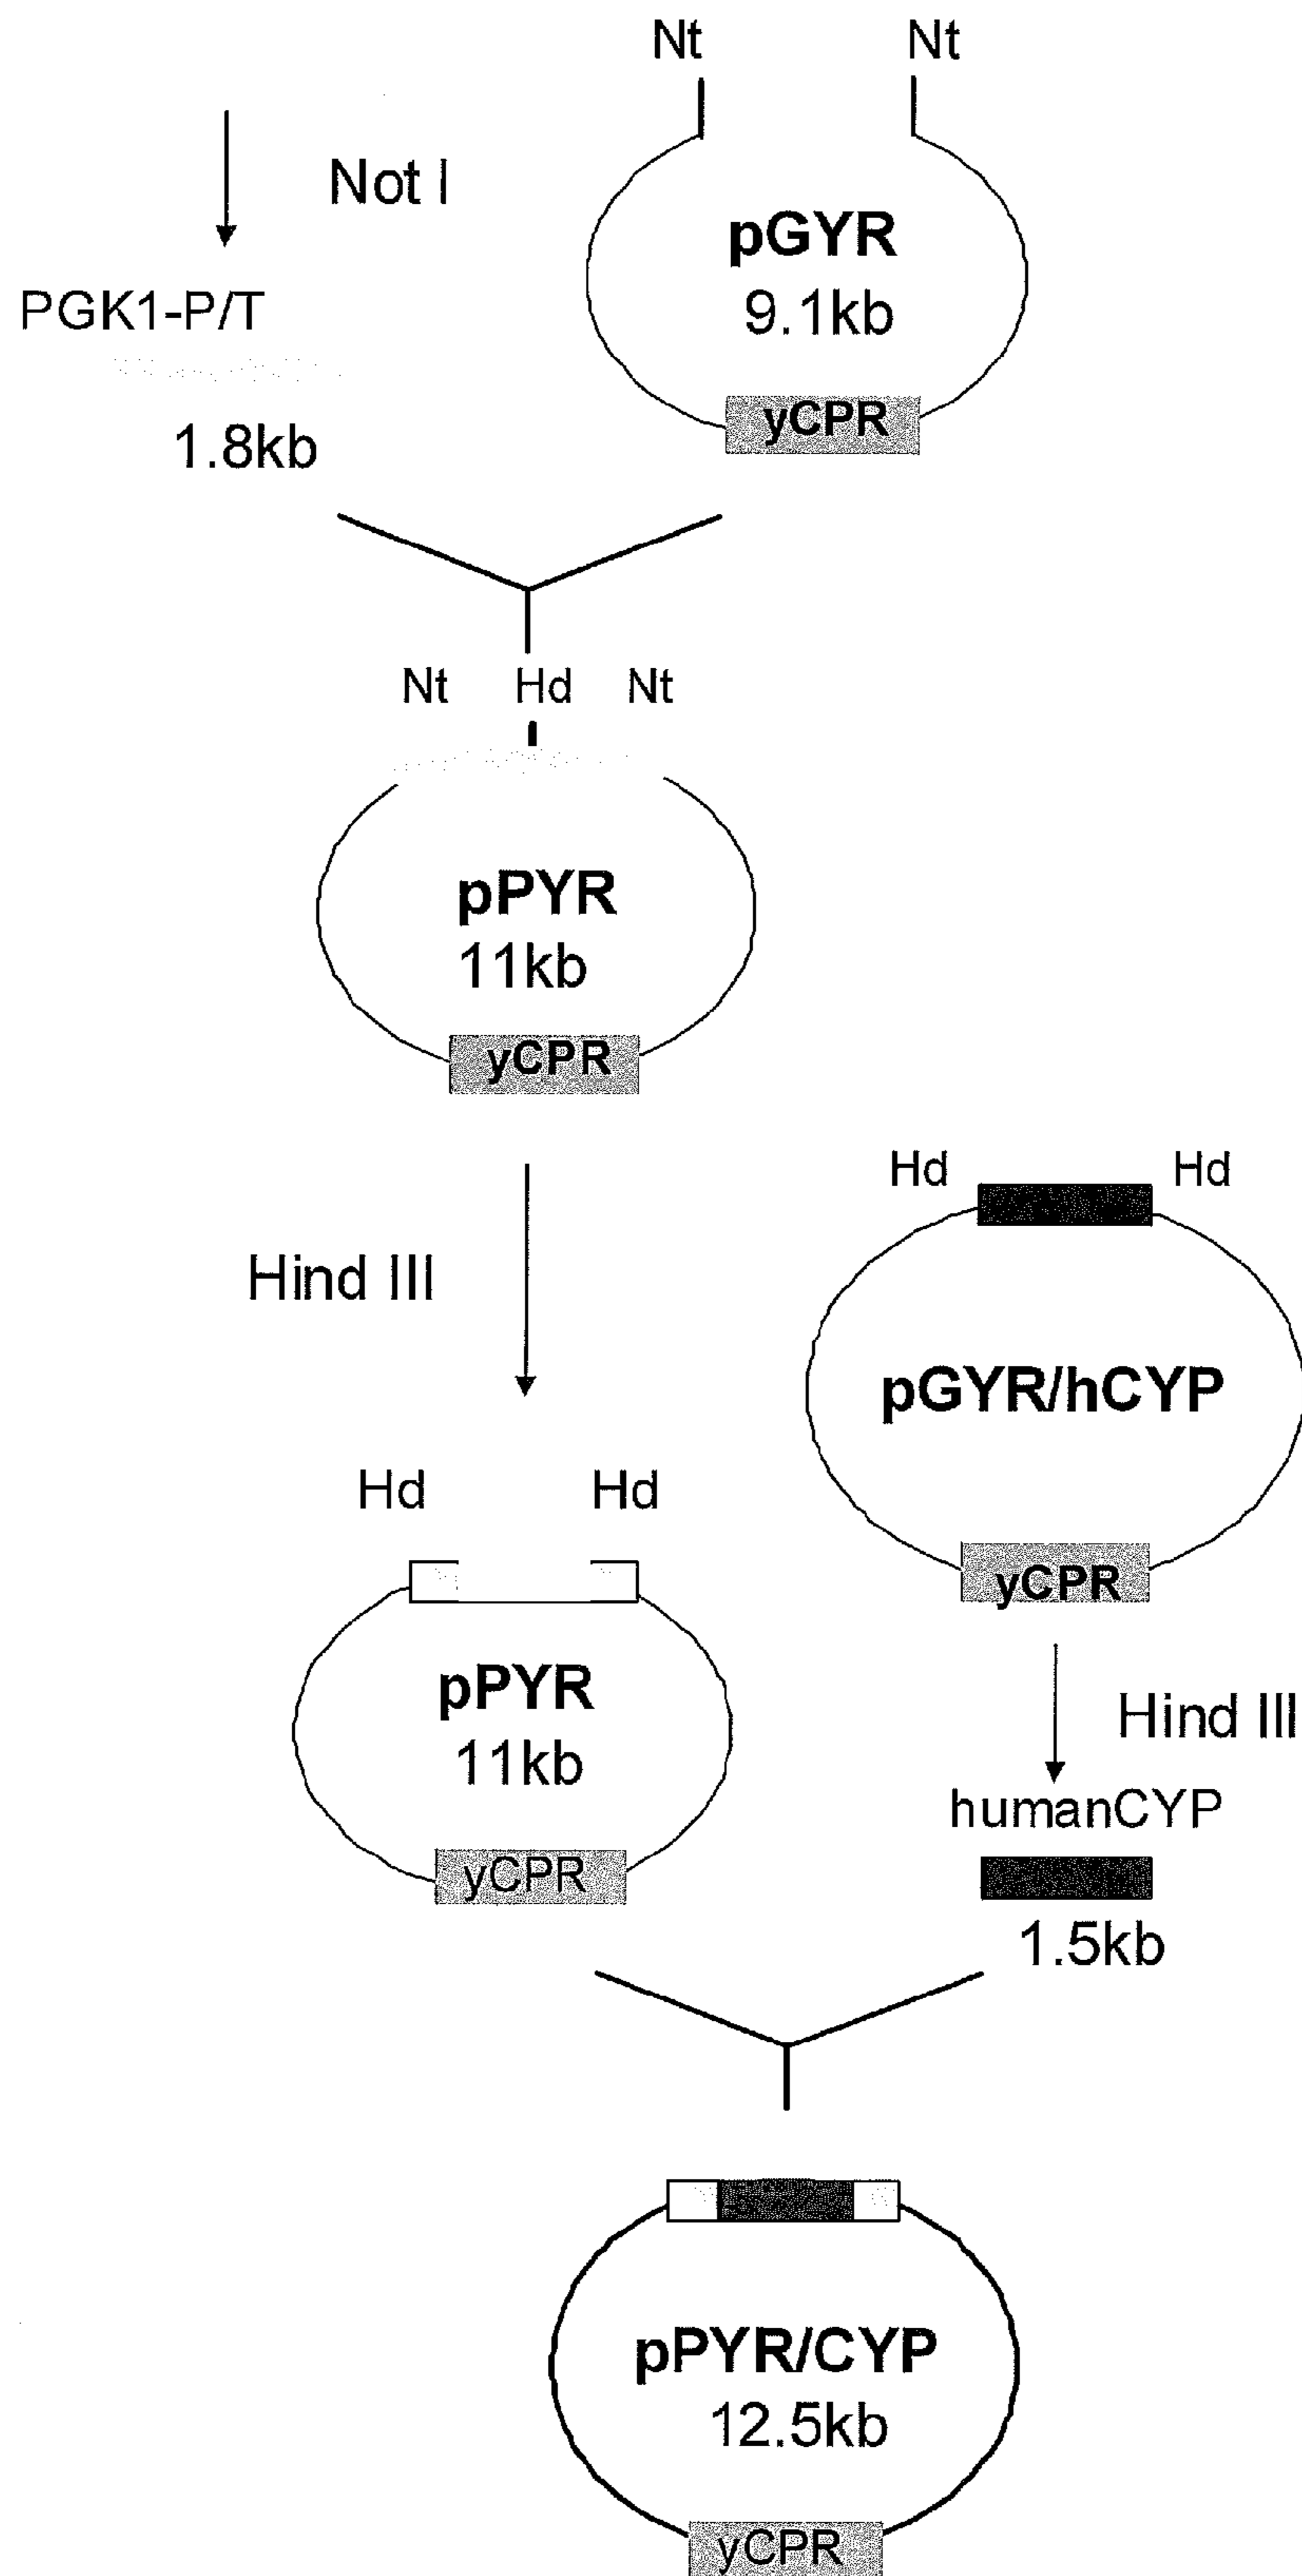 Nt Nt
Not I
pGYR
9.1kb
PGK1-P/T
1.8kb
yCPR
Nt Hd Nt
pPYR
11kb
yCPR
Hd Hd
Hind III
pGYR/hCYP
Hd Hd
yCPR
pPYR
11kb
Hind III
humanCYP
yCPR
1.5kb
pPYR/CYP
12.5kb
yCPR